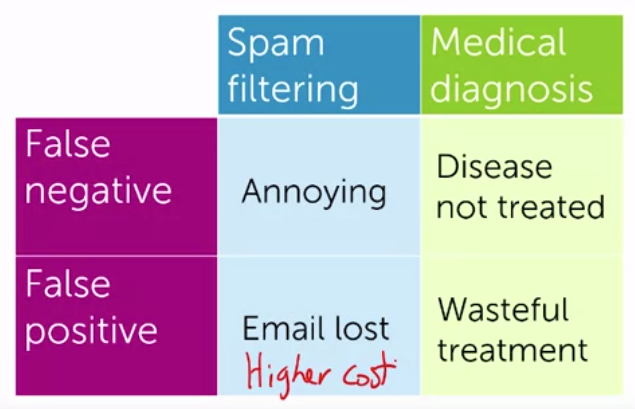 Spam
filtering
Medical
diagnosis
False
negative
Annoying
Disease
not treated
False
positive
Email lost
Higher cost
Wasteful
treatment